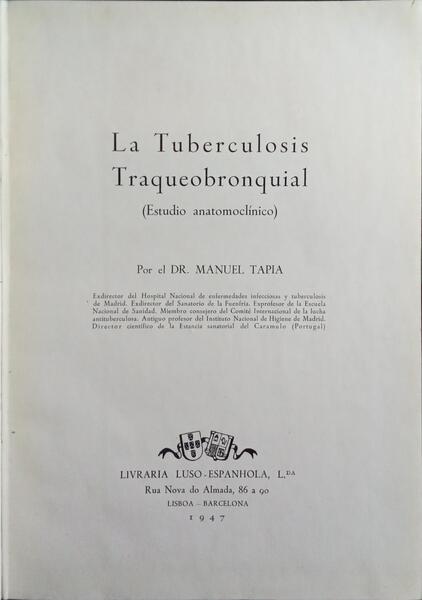 La Tuberculosis
Traqueobronquial
(Estudio anatomoclínico)
Por el DR. MANUEL TAPIA
Exdirector del Hospital Nacional de enfermedades infecciosas y tuberculosis
de Madrid. Exdirector del Sanatorio de la Fuenfría. Exprofesor de la Escuela
Nacional de Sanidad. Miembro consejero del Comité Internacional de la lucha
antituberculosa. Antiguo profesor del Instituto Nacional de Higiene de Madrid.
Director científico de la Estancia sanatorial del Caramulo (Portugal)
LIVRARIA LUSO-ESPANHOLA, L.DA
Rua Nova do Almada, 86 a 90
LISBOA – BARCELONA
1947